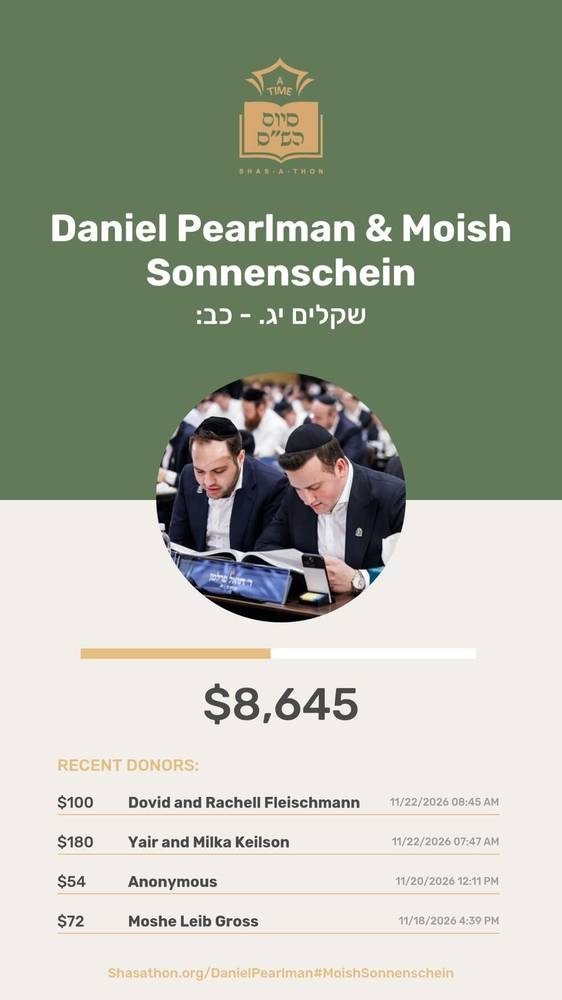 A
TIME
סיום
הש״ס
SHAS-A-THON
Daniel Pearlman & Moish
Sonnenschein
שקלים יג. - כב:
$8,645
RECENT DONORS:
$100 Dovid and Rachell Fleischmann 11/22/2026 08:45 AM
$180 Yair and Milka Keilson 11/22/2026 07:47 AM
$54 Anonymous 11/20/2026 12:11 PM
$72 Moshe Leib Gross 11/18/2026 4:39 PM
Shasathon.org/DanielPearlman#MoishSonnenschein